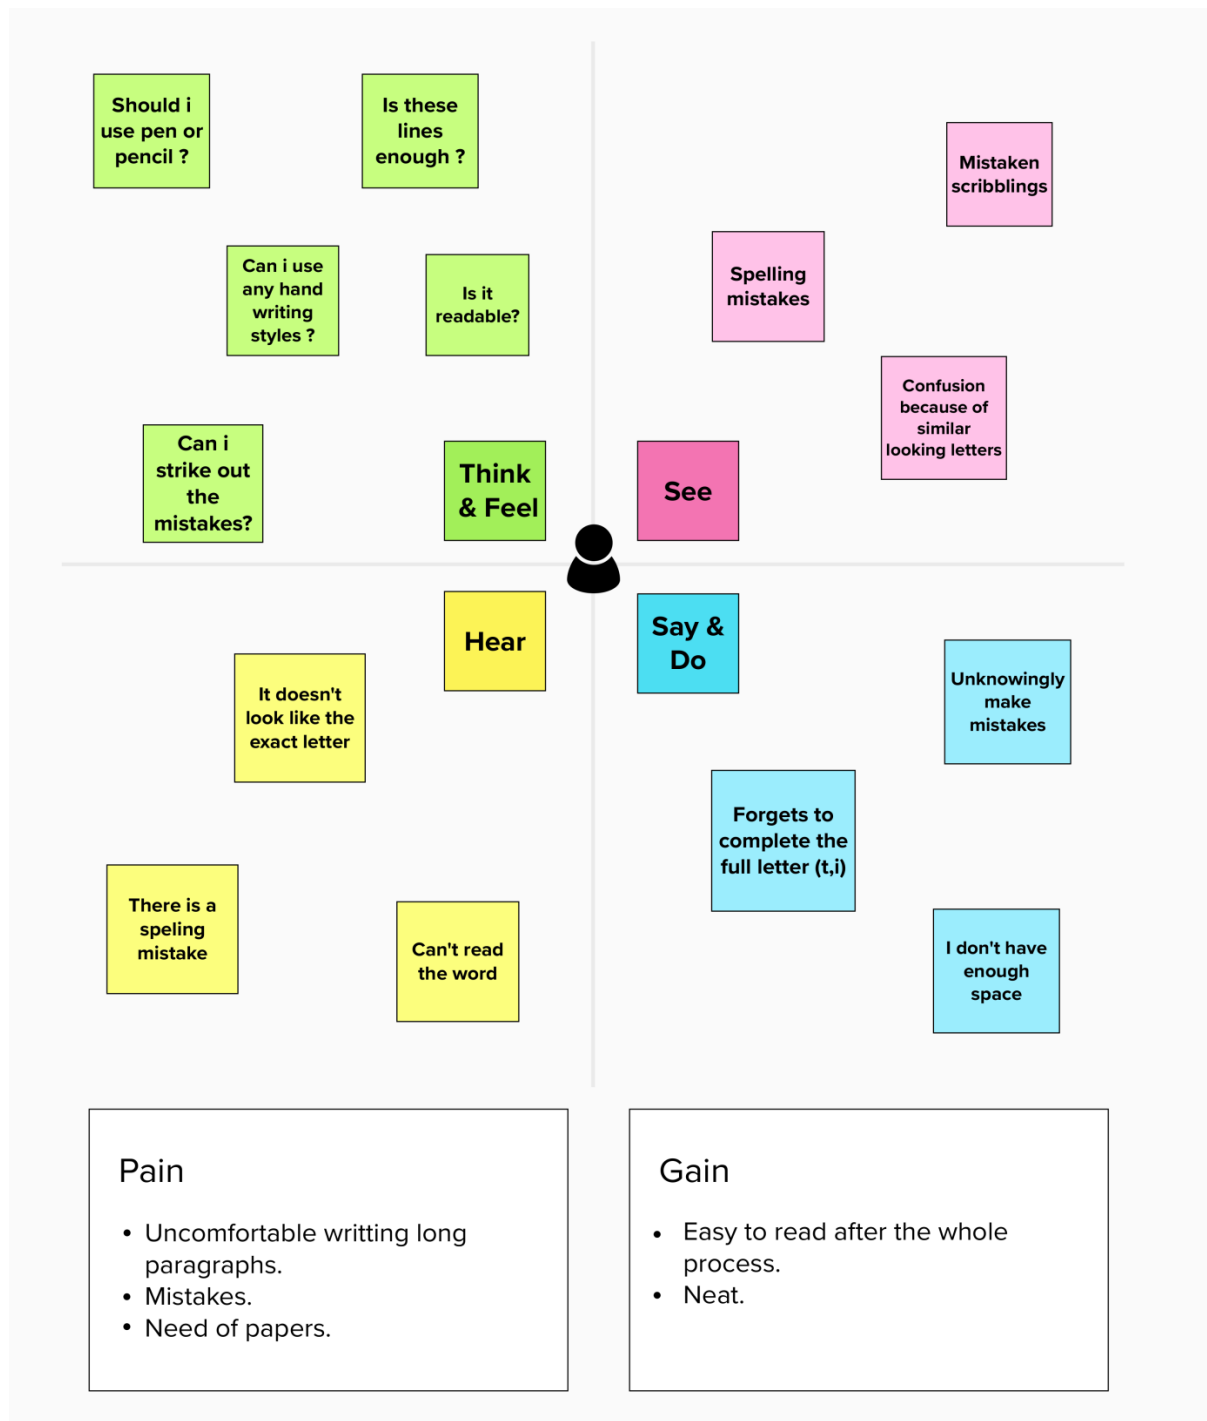 Should i
use pen or
pencil ?
Is these
lines
enough ?
Can i use
any hand
writing
styles ?
Is it
readable?
Can i
strike out
the
mistakes?
Think
& Feel
Mistaken
scribblings
Spelling
mistakes
Confusion
because of
similar
looking letters
See
Hear
It doesn't
look like the
exact letter
There is a
speling
mistake
Can't read
the word
Say &
Do
Unknowingly
make
mistakes
Forgets to
complete the
full letter (t,i)
I don't have
enough
space
Pain
• Uncomfortable writting long
paragraphs.
• Mistakes.
• Need of papers.
Gain
• Easy to read after the whole
process.
• Neat.